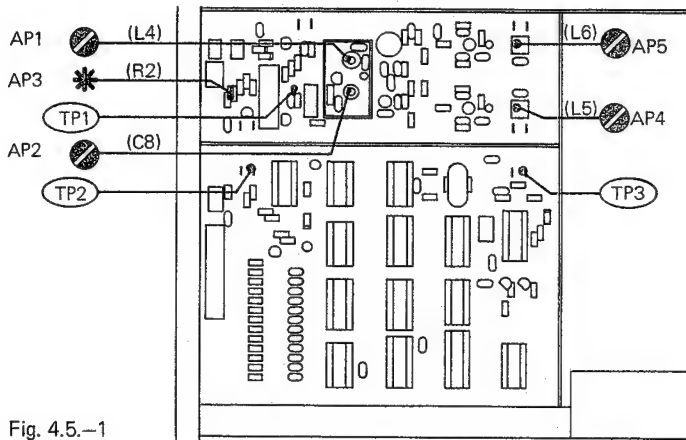 AP1 (L4) (L6) AP5
AP3 (R2)
TP1 (L5) AP4
AP2 (C8)
TP2 TP3
Fig. 4.5.—1